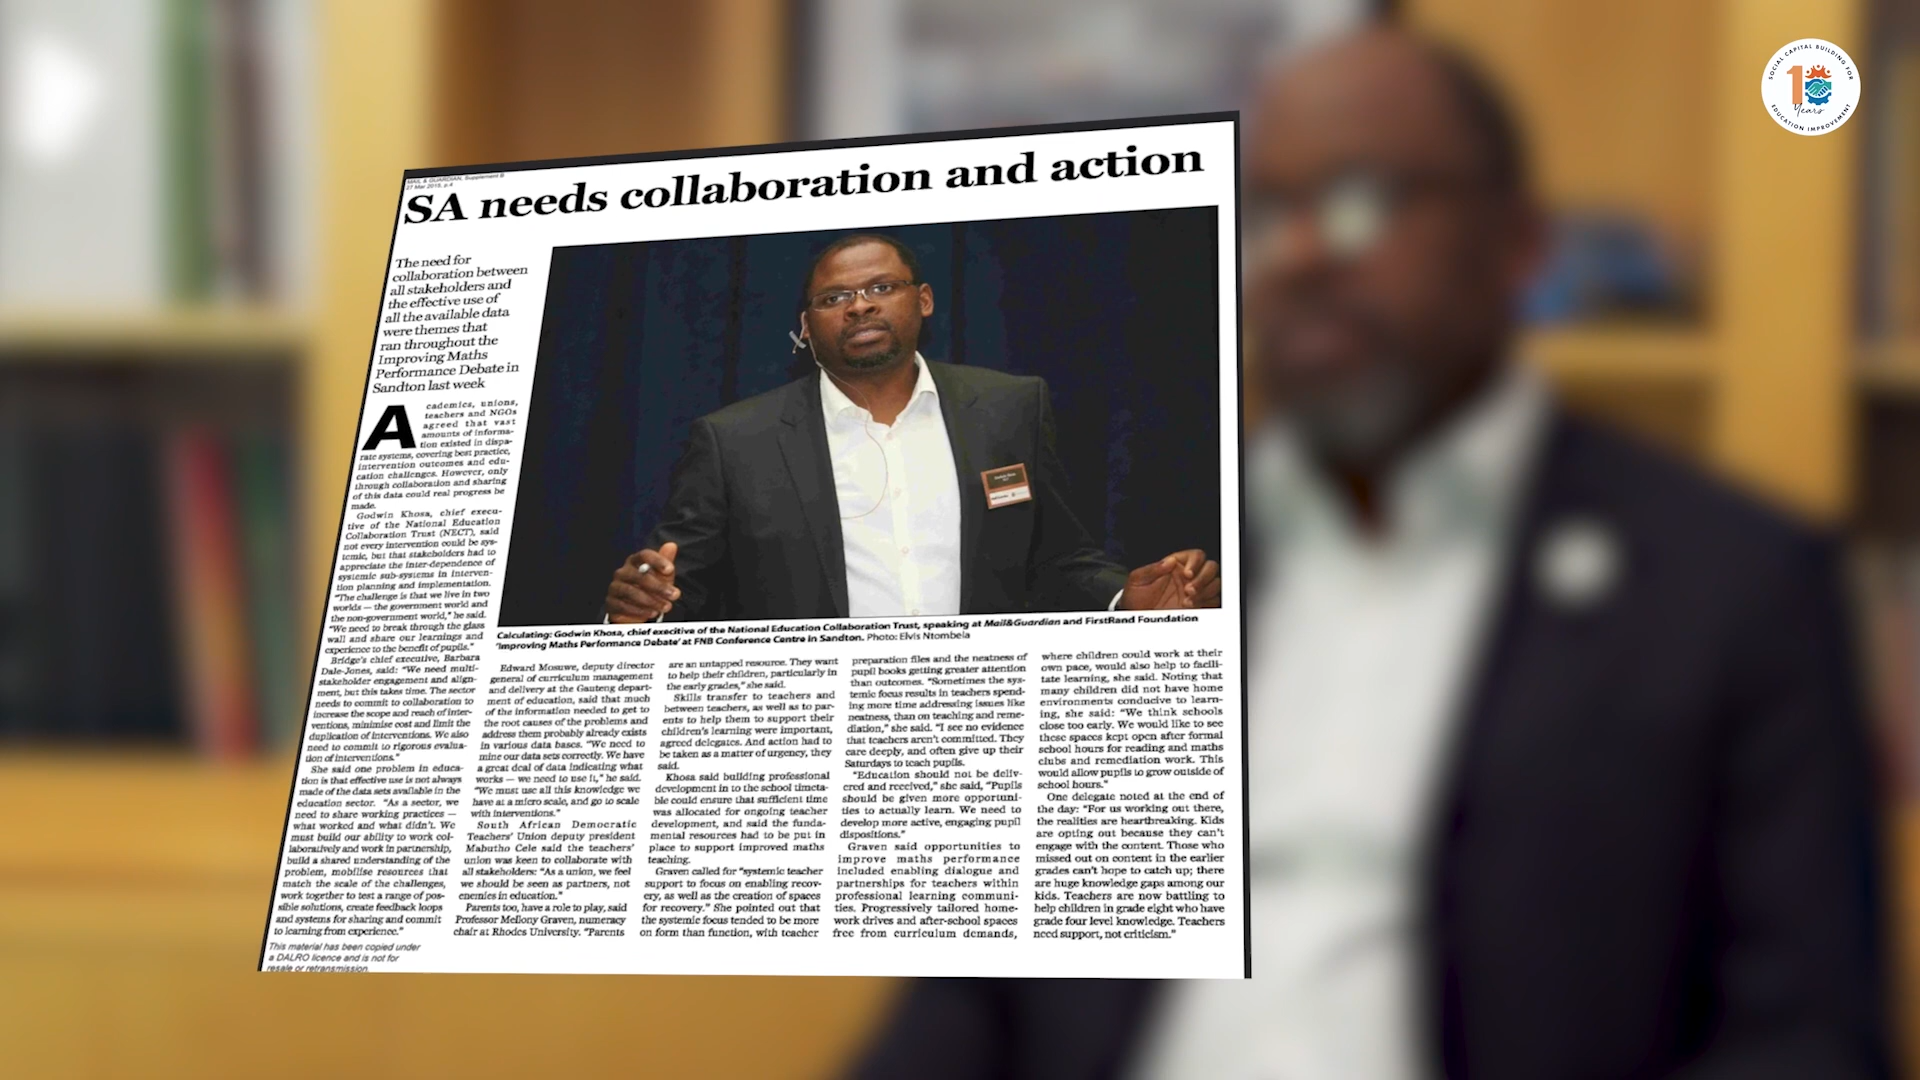 MAIL & GUARDIAN, Supplement B
27 Mar 2015, p.4
SA needs collaboration and action
The need for
collaboration between
all stakeholders and
the effective use of
all the available data
were themes that
ran throughout the
Improving Maths
Performance Debate in
Sandton last week
Academics, unions,
teachers and NGOs
agreed that vast
amounts of informa-
tion existed in dispa-
rate systems, covering best practice,
intervention outcomes and edu-
cation challenges. However, only
through collaboration and sharing
of this data could real progress be
made.
Godwin Khosa, chief execu-
tive of the National Education
Collaboration Trust (NECT), said
not every intervention could be sys-
temic, but that stakeholders had to
appreciate the inter-dependence of
systemic sub-systems in interven-
tion planning and implementation.
"The challenge is that we live in two
worlds — the government world and
the non-government world," he said.
"We need to break through the glass
wall and share our learnings and
experience to the benefit of pupils."
Bridge's chief executive, Barbara
Dale-Jones, said: "We need multi-
stakeholder engagement and align-
ment, but this takes time. The sector
needs to commit to collaboration to
increase the scope and reach of inter-
ventions, minimise cost and limit the
duplication of interventions. We also
need to commit to rigorous evalua-
tion of interventions."
She said one problem in educa-
tion is that effective use is not always
made of the data sets available in the
education sector. "As a sector, we
need to share working practices —
what worked and what didn't. We
must build our ability to work col-
laboratively and work in partnership,
build a shared understanding of the
problem, mobilise resources that
match the scale of the challenges,
work together to test a range of pos-
sible solutions, create feedback loops
and systems for sharing and commit
to learning from experience."
This material has been copied under
a DALRO licence and is not for
resale or retransmission.
Calculating: Godwin Khosa, chief execitive of the National Education Collaboration Trust, speaking at Mail&Guardian and FirstRand Foundation
'Improving Maths Performance Debate' at FNB Conference Centre in Sandton. Photo: Elvis Ntombela
Edward Mosuwe, deputy director
general of curriculum management
and delivery at the Gauteng depart-
ment of education, said that much
of the information needed to get to
the root causes of the problems and
address them probably already exists
in various data bases. "We need to
mine our data sets correctly. We have
a great deal of data indicating what
works — we need to use it," he said.
"We must use all this knowledge we
have at a micro scale, and go to scale
with interventions."
South African Democratic
Teachers' Union deputy president
Mabutho Cele said the teachers'
union was keen to collaborate with
all stakeholders: "As a union, we feel
we should be seen as partners, not
enemies in education."
Parents too, have a role to play, said
Professor Mellony Graven, numeracy
chair at Rhodes University. "Parents
are an untapped resource. They want
to help their children, particularly in
the early grades," she said.
Skills transfer to teachers and
between teachers, as well as to par-
ents to help them to support their
children's learning were important,
agreed delegates. And action had to
be taken as a matter of urgency, they
said.
Khosa said building professional
development in to the school timeta-
ble could ensure that sufficient time
was allocated for ongoing teacher
development, and said the funda-
mental resources had to be put in
place to support improved maths
teaching.
Graven called for "systemic teacher
support to focus on enabling recov-
ery, as well as the creation of spaces
for recovery." She pointed out that
the systemic focus tended to be more
on form than function, with teacher
preparation files and the neatness of
pupil books getting greater attention
than outcomes. "Sometimes the sys-
temic focus results in teachers spend-
ing more time addressing issues like
neatness, than on teaching and reme-
diation," she said. "I see no evidence
that teachers aren't committed. They
care deeply, and often give up their
Saturdays to teach pupils.
"Education should not be deliv-
ered and received," she said, "Pupils
should be given more opportuni-
ties to actually learn. We need to
develop more active, engaging pupil
dispositions."
Graven said opportunities to
improve maths performance
included enabling dialogue and
partnerships for teachers within
professional learning communi-
ties. Progressively tailored home-
work drives and after-school spaces
free from curriculum demands,
where children could work at their
own pace, would also help to facili-
tate learning, she said. Noting that
many children did not have home
environments conducive to learn-
ing, she said: "We think schools
close too early. We would like to see
these spaces kept open after formal
school hours for reading and maths
clubs and remediation work. This
would allow pupils to grow outside of
school hours."
One delegate noted at the end of
the day: "For us working out there,
the realities are heartbreaking. Kids
are opting out because they can't
engage with the content. Those who
missed out on content in the earlier
grades can't hope to catch up; there
are huge knowledge gaps among our
kids. Teachers are now battling to
help children in grade eight who have
grade four level knowledge. Teachers
need support, not criticism."
SOCIAL CAPITAL BUILDING FOR
10
Years
EDUCATION IMPROVEMENT